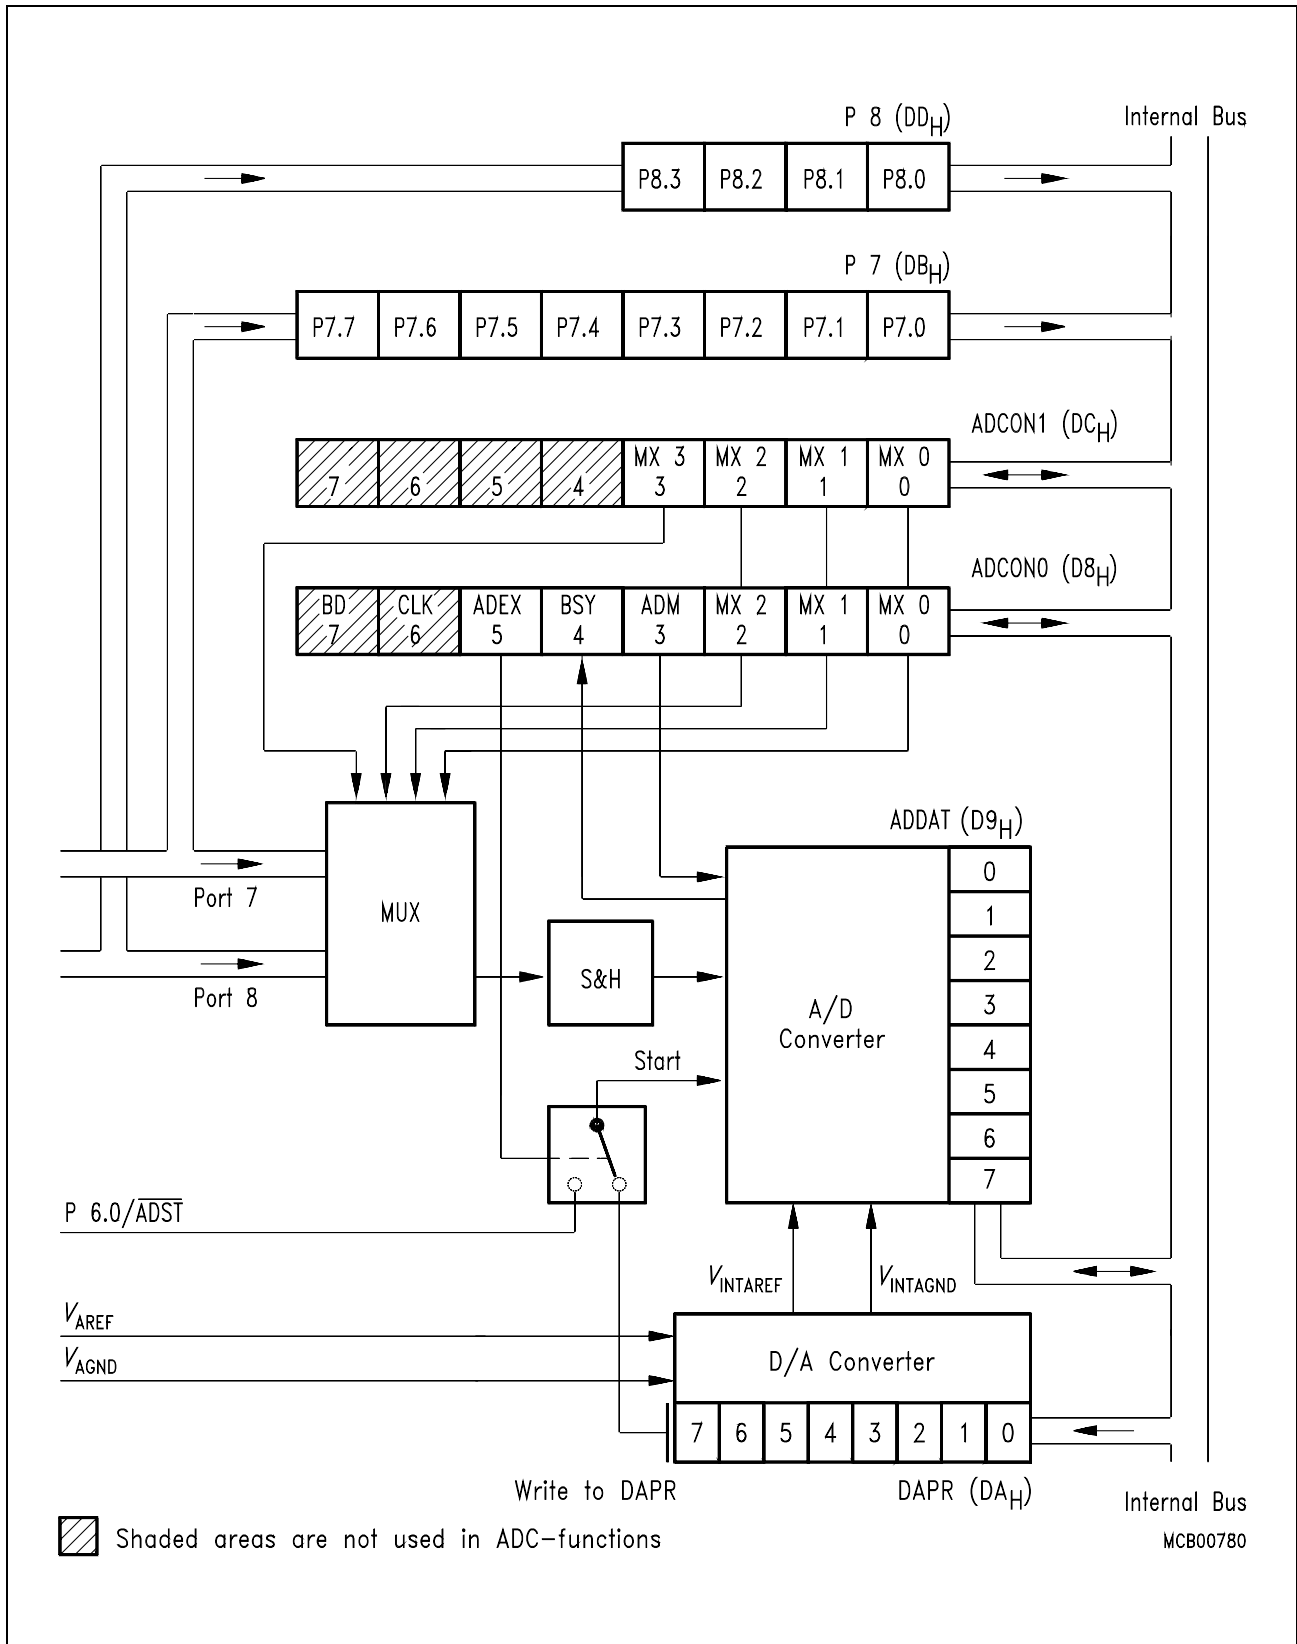 P 8 (DDH)
Internal Bus
P8.3 P8.2 P8.1 P8.0
P 7 (DBH)
P7.7 P7.6 P7.5 P7.4 P7.3 P7.2 P7.1 P7.0
ADCON1 (DCH)
MX 3 MX 2 MX 1 MX 0
7 6 5 4 3 2 1 0
ADCON0 (D8H)
BD CLK ADEX BSY ADM MX 2 MX 1 MX 0
7 6 5 4 3 2 1 0
ADDAT (D9H)
0
1
2
3
4
5
6
7
Port 7
MUX
Port 8
S&H
A/D
Converter
Start
P 6.0/ADST
VINTAREF
VINTAGND
VAREF
VAGND
D/A Converter
7 6 5 4 3 2 1 0
Write to DAPR
DAPR (DAH)
Internal Bus
Shaded areas are not used in ADC-functions
MCB00780